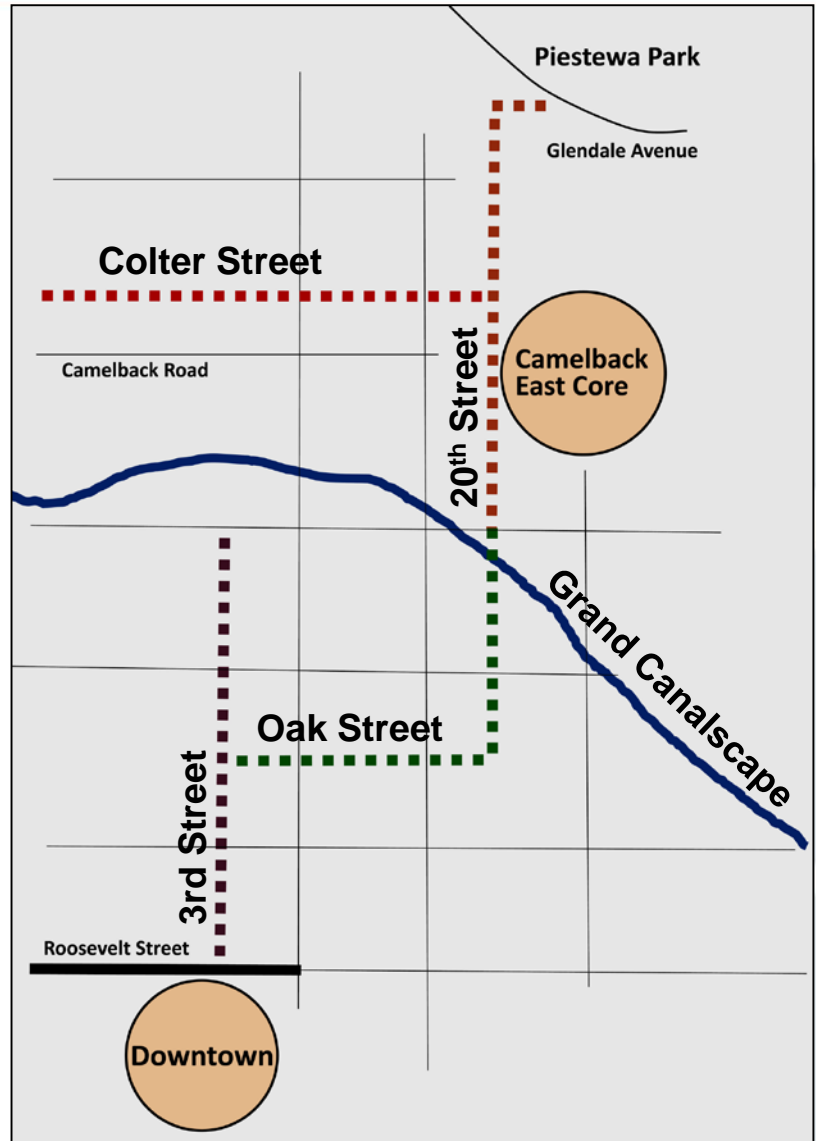 Piestewa Park
Glendale Avenue
Colter Street
Camelback Road
20th Street
Camelback
East Core
Grand Canalscape
Oak Street
3rd Street
Roosevelt Street
Downtown